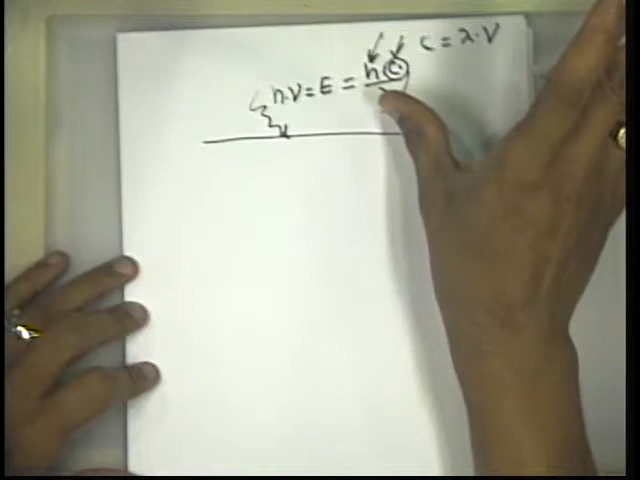 c = λ·ν
h·ν = E = hc